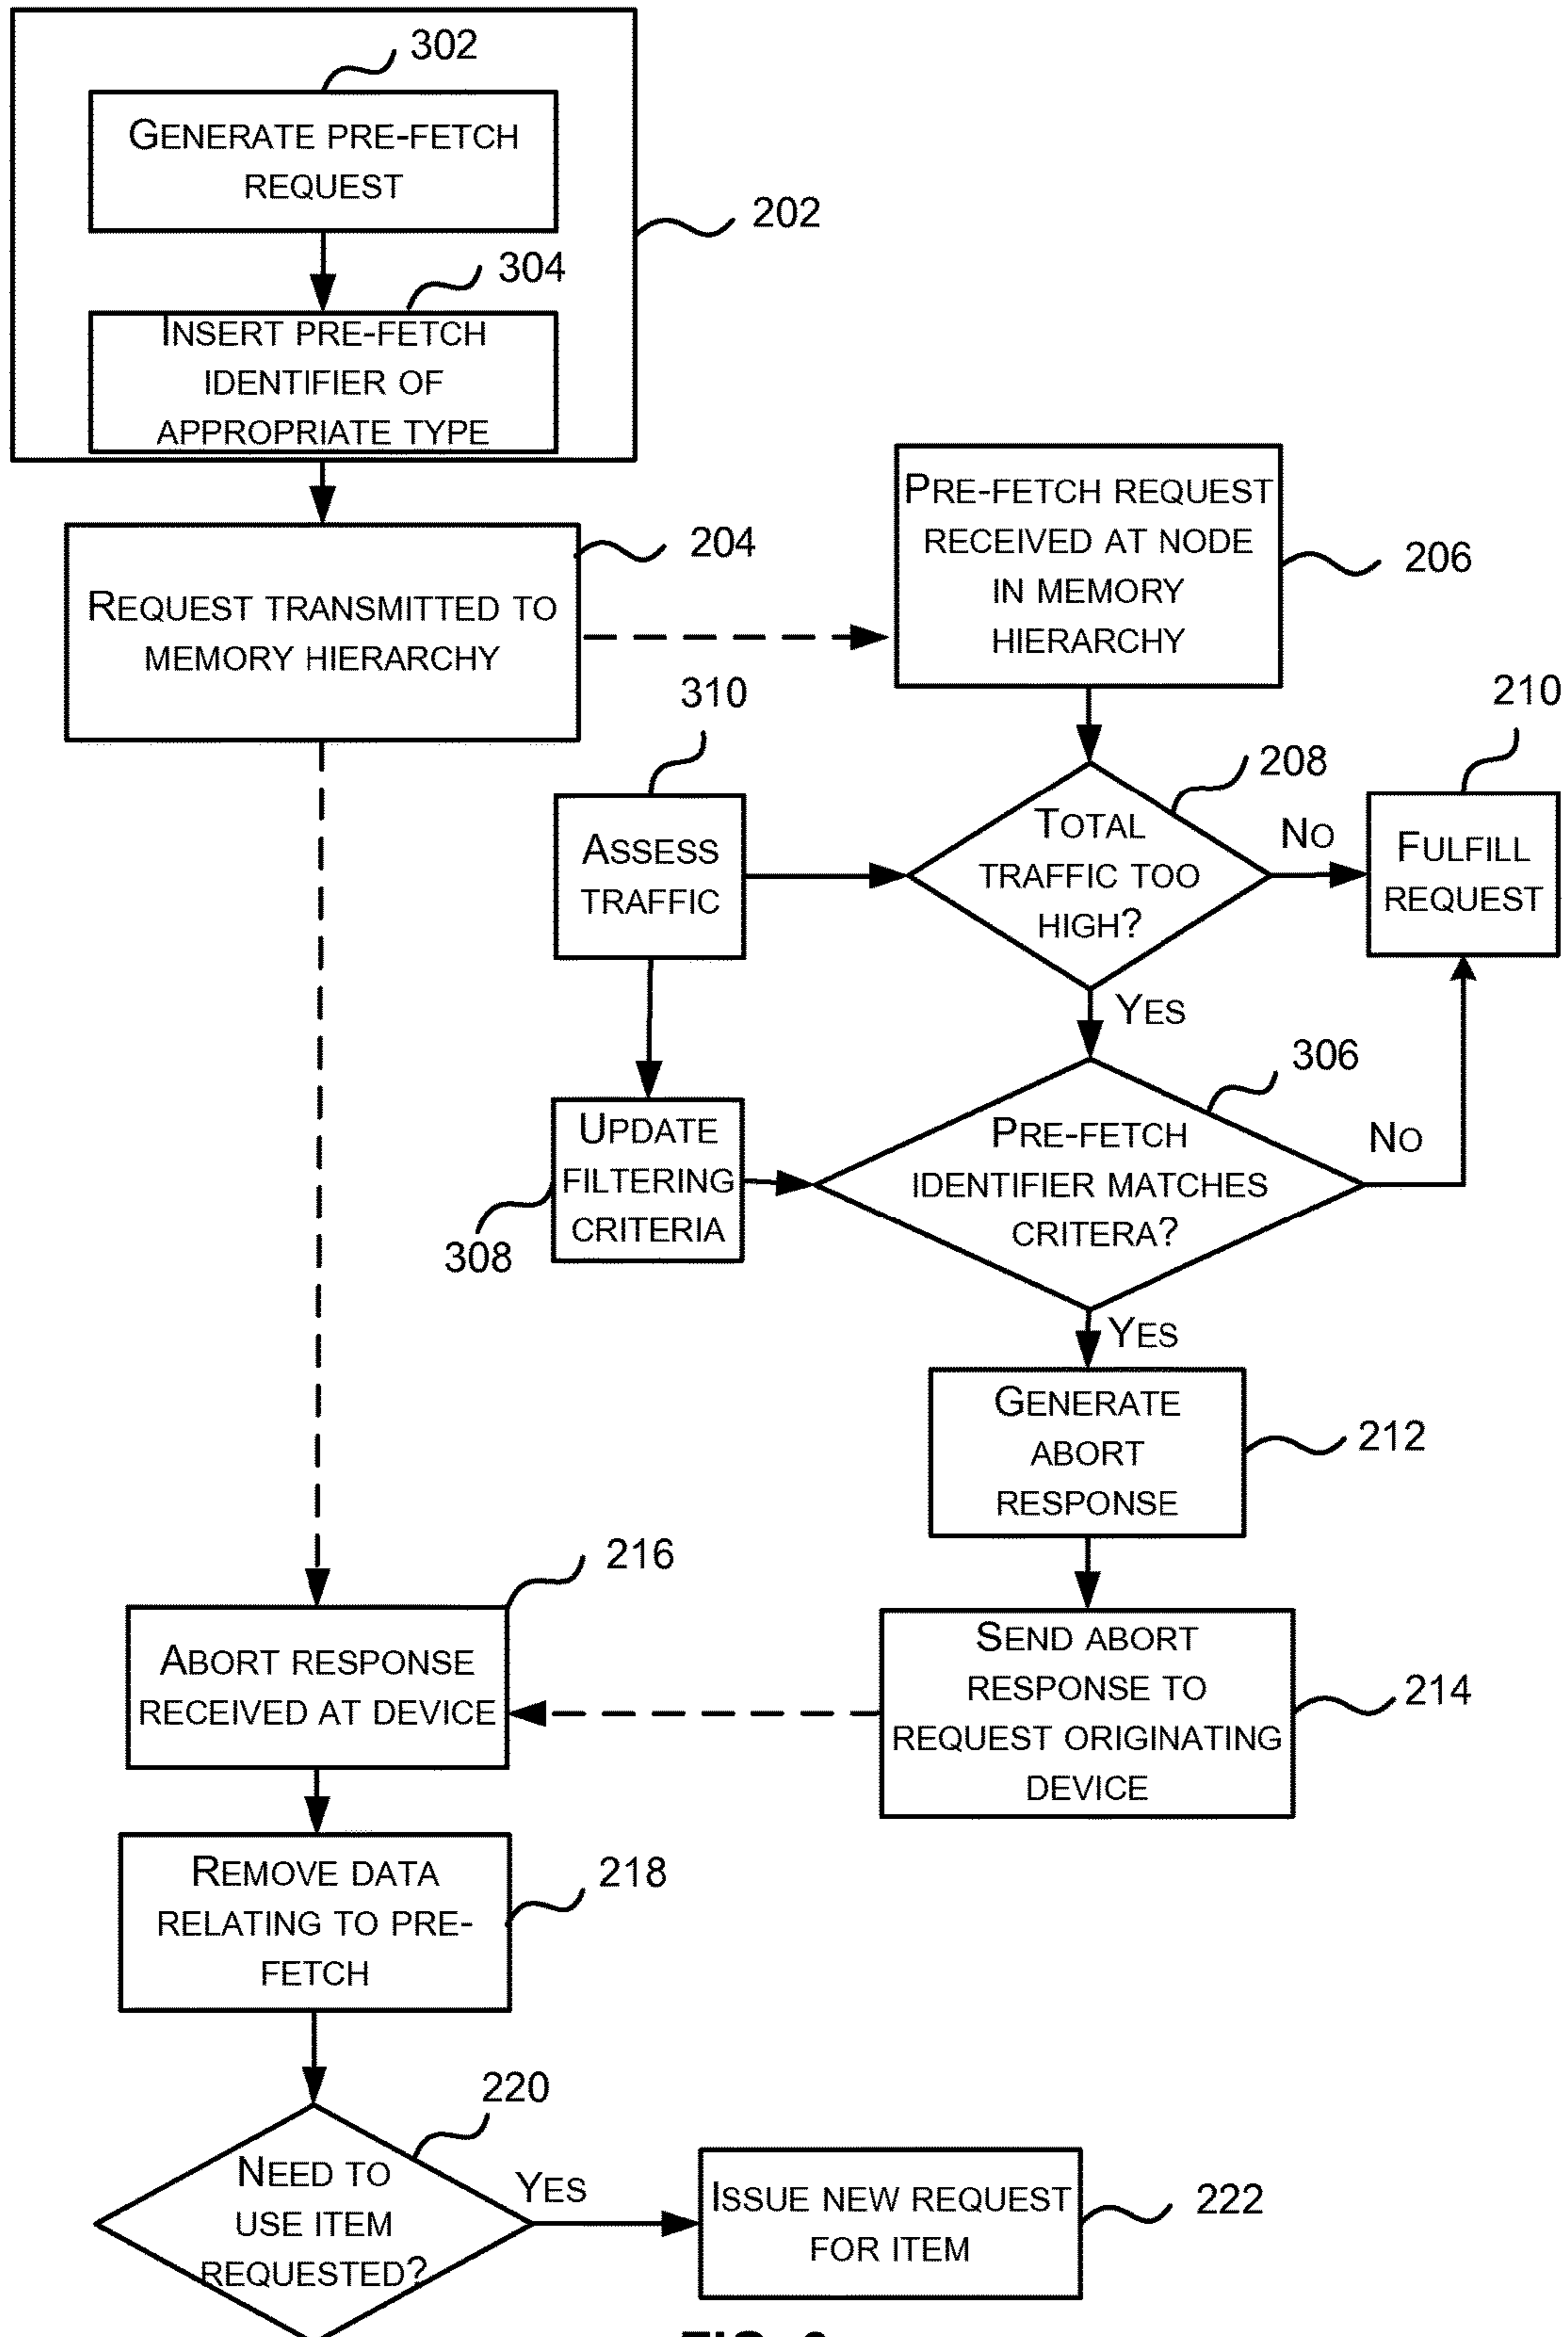 302
GENERATE PRE-FETCH
REQUEST
202
304
INSERT PRE-FETCH
IDENTIFIER OF
APPROPRIATE TYPE
204
REQUEST TRANSMITTED TO
MEMORY HIERARCHY
PRE-FETCH REQUEST
RECEIVED AT NODE
IN MEMORY
HIERARCHY
206
310
ASSESS
TRAFFIC
208
TOTAL
TRAFFIC TOO
HIGH?
NO
210
FULFILL
REQUEST
YES
306
UPDATE
FILTERING
CRITERIA
308
PRE-FETCH
IDENTIFIER MATCHES
CRITERA?
NO
YES
GENERATE
ABORT
RESPONSE
212
216
ABORT RESPONSE
RECEIVED AT DEVICE
SEND ABORT
RESPONSE TO
REQUEST ORIGINATING
DEVICE
214
REMOVE DATA
RELATING TO PRE-
FETCH
218
220
NEED TO
USE ITEM
REQUESTED?
YES
ISSUE NEW REQUEST
FOR ITEM
222